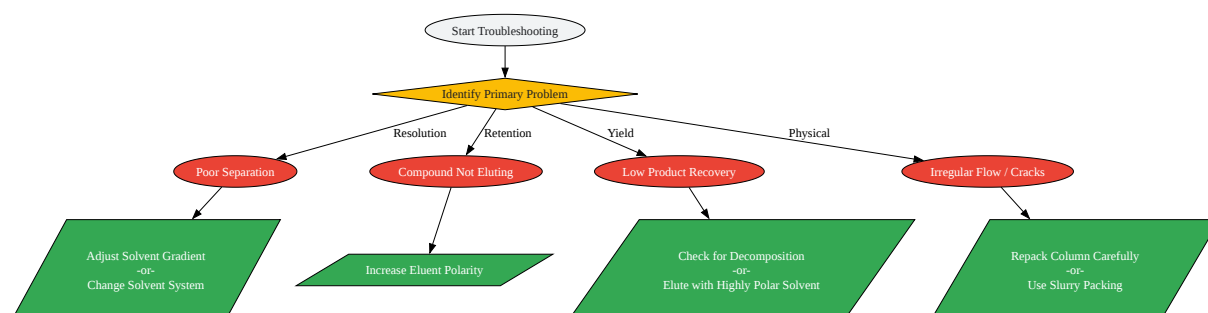 Start Troubleshooting
Identify Primary Problem
Resolution
Retention
Yield
Physical
Poor Separation
Compound Not Eluting
Low Product Recovery
Irregular Flow / Cracks
Adjust Solvent Gradient
-or-
Change Solvent System
Increase Eluent Polarity
Check for Decomposition
-or-
Elute with Highly Polar Solvent
Repack Column Carefully
-or-
Use Slurry Packing